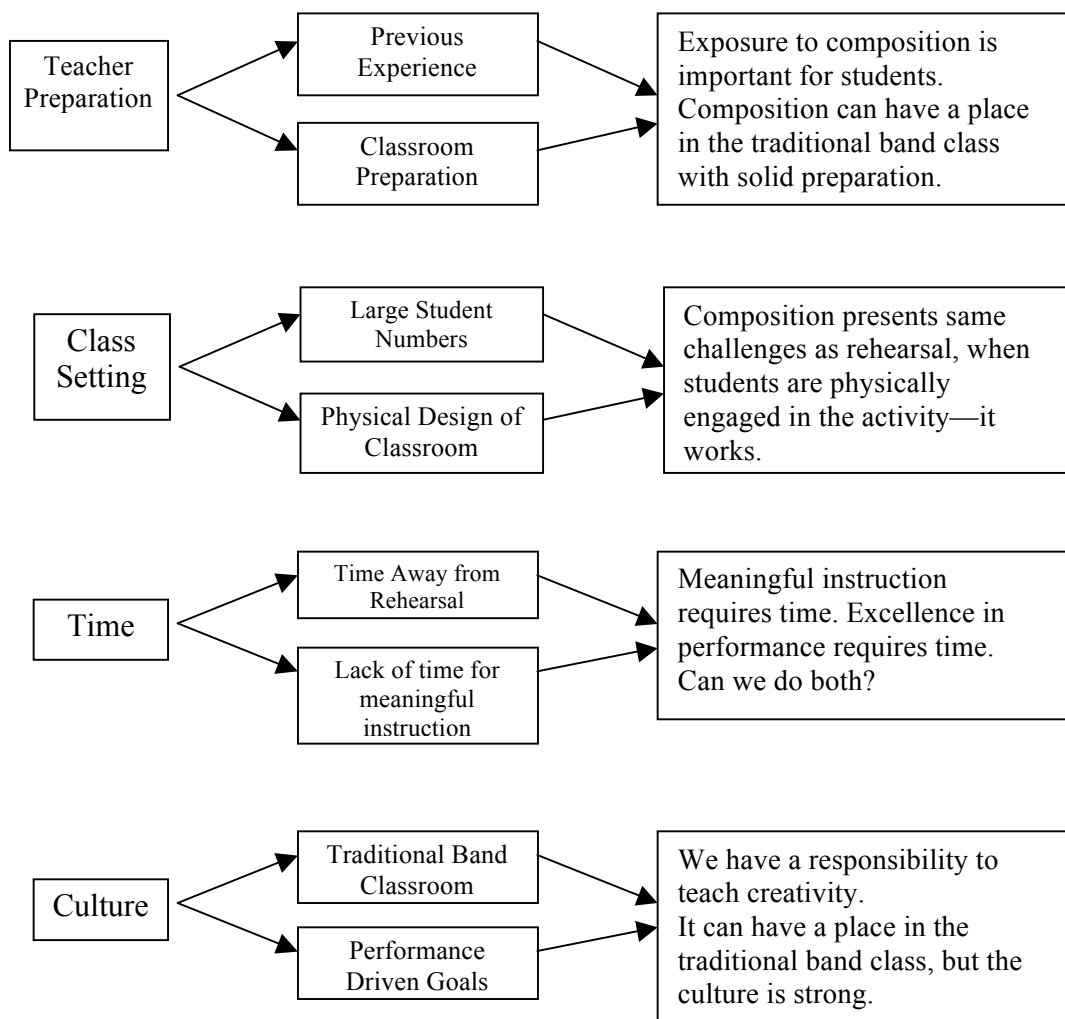 Teacher
Preparation
Previous
Experience
Classroom
Preparation
Exposure to composition is
important for students.
Composition can have a place
in the traditional band class
with solid preparation.
Class
Setting
Large Student
Numbers
Physical Design of
Classroom
Composition presents same
challenges as rehearsal, when
students are physically
engaged in the activity—it
works.
Time
Time Away from
Rehearsal
Lack of time for
meaningful
instruction
Meaningful instruction
requires time. Excellence in
performance requires time.
Can we do both?
Culture
Traditional Band
Classroom
Performance
Driven Goals
We have a responsibility to
teach creativity.
It can have a place in the
traditional band class, but the
culture is strong.